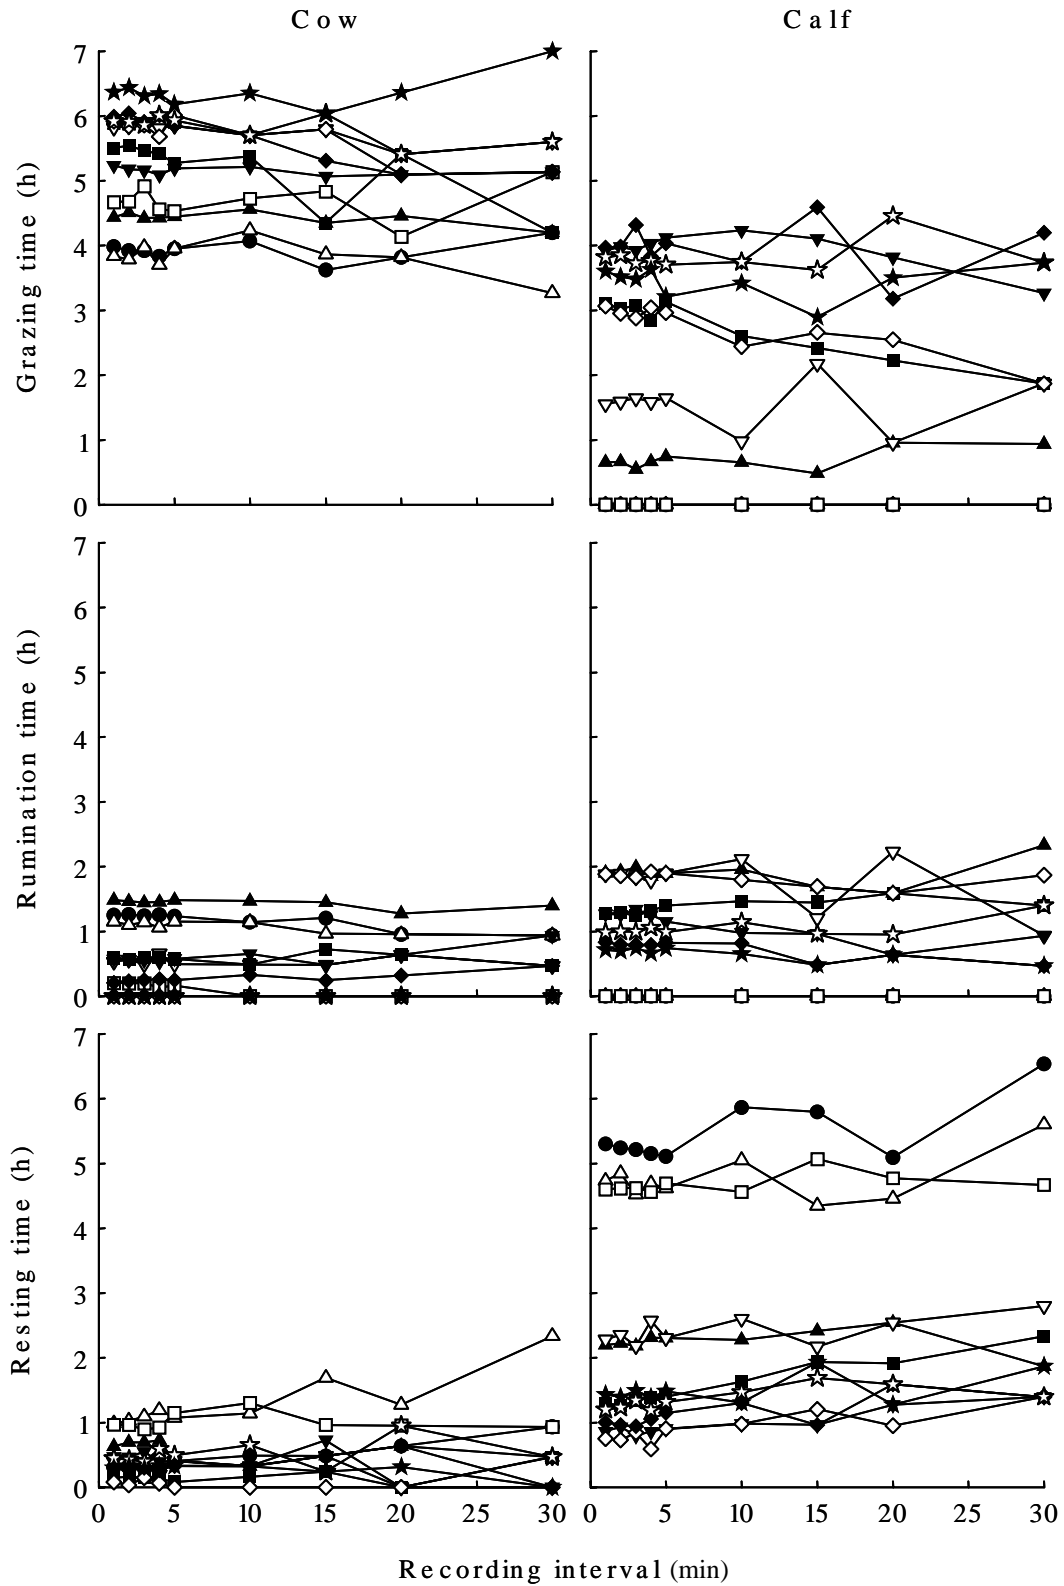 Cow Calf
Grazing time (h)
7 6 5 4 3 2 1 0
Rumination time (h)
7 6 5 4 3 2 1 0
Resting time (h)
7 6 5 4 3 2 1 0
0 5 10 15 20 30 0 5 10 15 20 25 30
Recording interval (min)